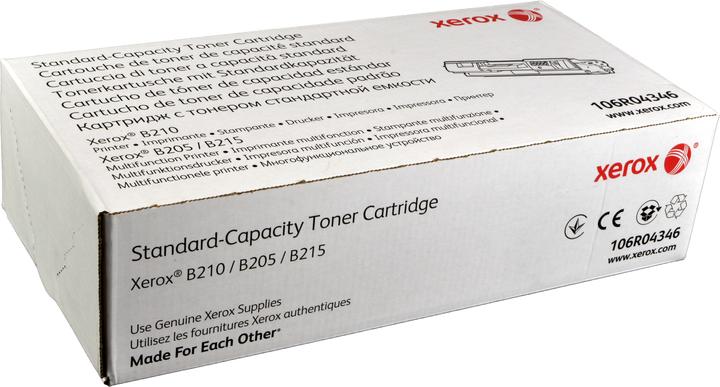 xerox
Standard-Capacity Toner Cartridge
Cartouche de toner de capacité standard
Cartuccia di toner a capacità standard
Tonerkartusche mit Standardkapazität
Cartucho de tóner de capacidad estándar
Cartucho de toner de capacidade padrão
Картридж с тонером стандартной емкости
Xerox® B210
Printer • Imprimante • Stampante • Drucker • Impresora • Impressora • Принтер
Xerox® B205 / B215
Multifunction Printer • Imprimante multifonction • Stampante multifunzione •
Multifunktionsdrucker • Impresora multifunción • Impressora multifuncional •
Multifunctionele printer • Многофункциональное устройство
106R04346
www.xerox.com
xerox
Standard-Capacity Toner Cartridge
Xerox® B210 / B205 / B215
CE
106R04346
www.xerox.com
Use Genuine Xerox Supplies
Utilisez les fournitures Xerox authentiques
Made For Each Other®